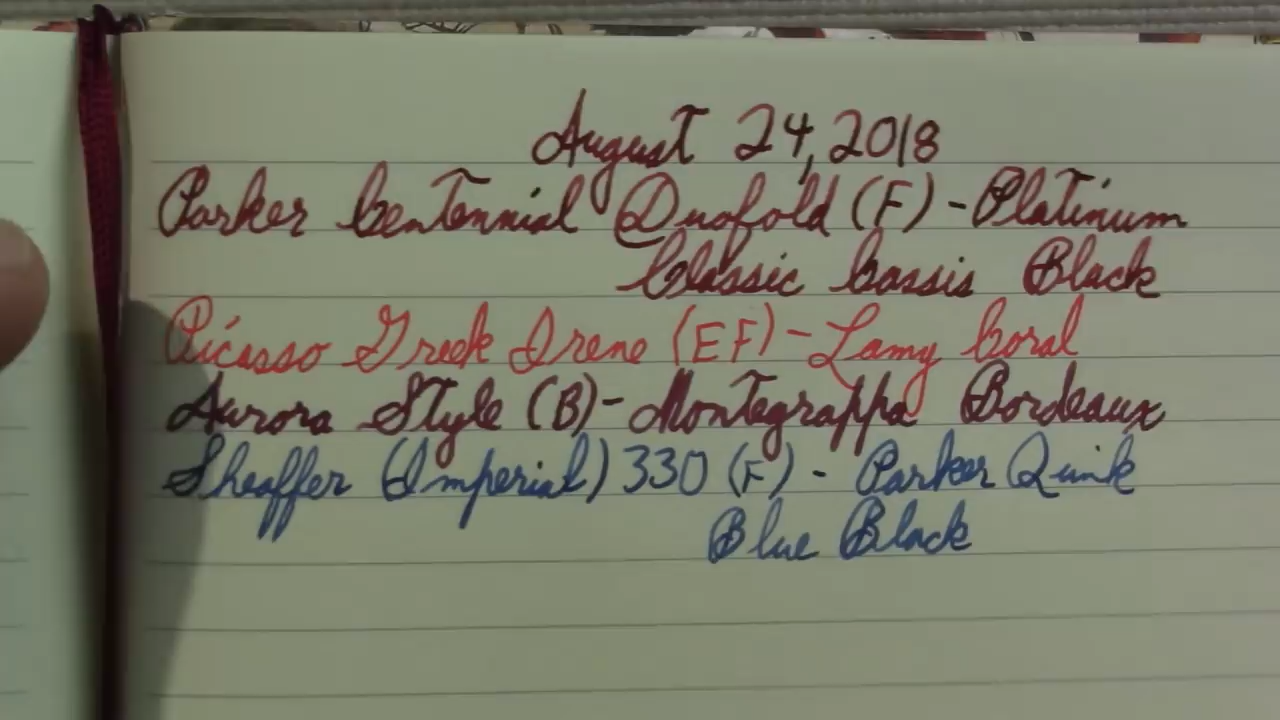 August 24, 2018
Parker Centennial Duofold (F) - Platinum
Classic Cassis Black
Picasso Greek Irene (EF) - Lamy Coral
Aurora Style (B) - Montegrappa Bordeaux
Sheaffer (Imperial) 330 (F) - Parker Quink
Blue Black